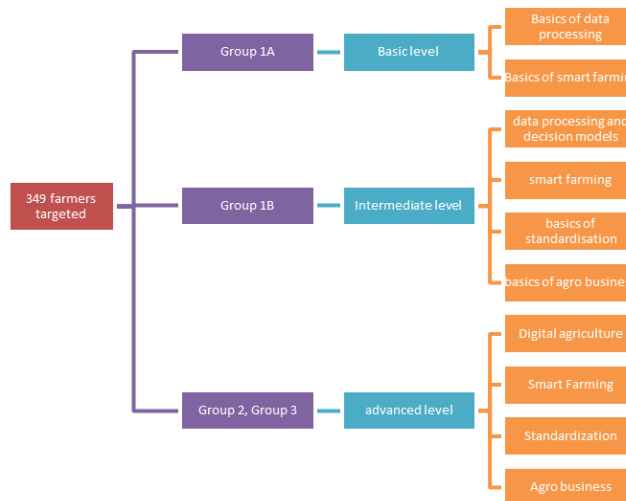 349 farmers
targeted
Group 1A
Basic level
Basics of data
processing
Basics of smart farmin
Group 1B
Intermediate level
data processing and
decision models
smart farming
basics of
standardisation
basics of agro busines
Group 2, Group 3
advanced level
Digital agriculture
Smart Farming
Standardization
Agro business